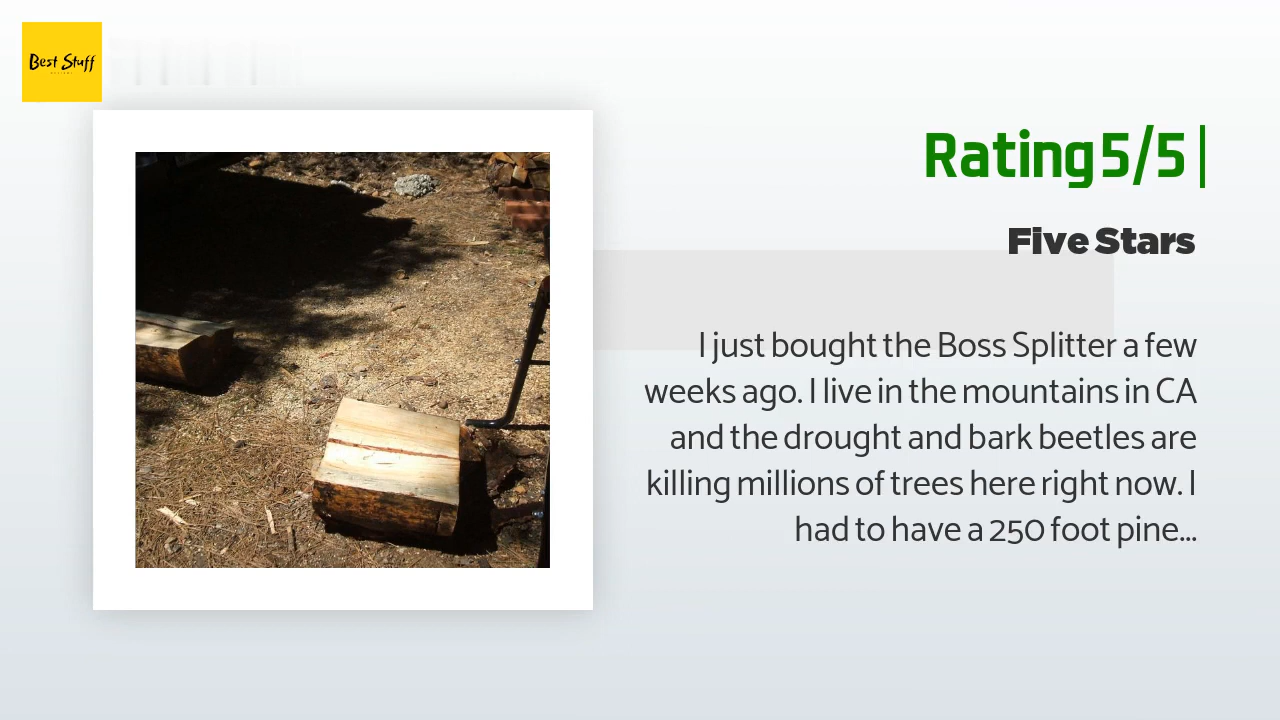 Best Stuff
Rating 5/5
Five Stars
I just bought the Boss Splitter a few
weeks ago. I live in the mountains in CA
and the drought and bark beetles are
killing millions of trees here right now. I
had to have a 250 foot pine...